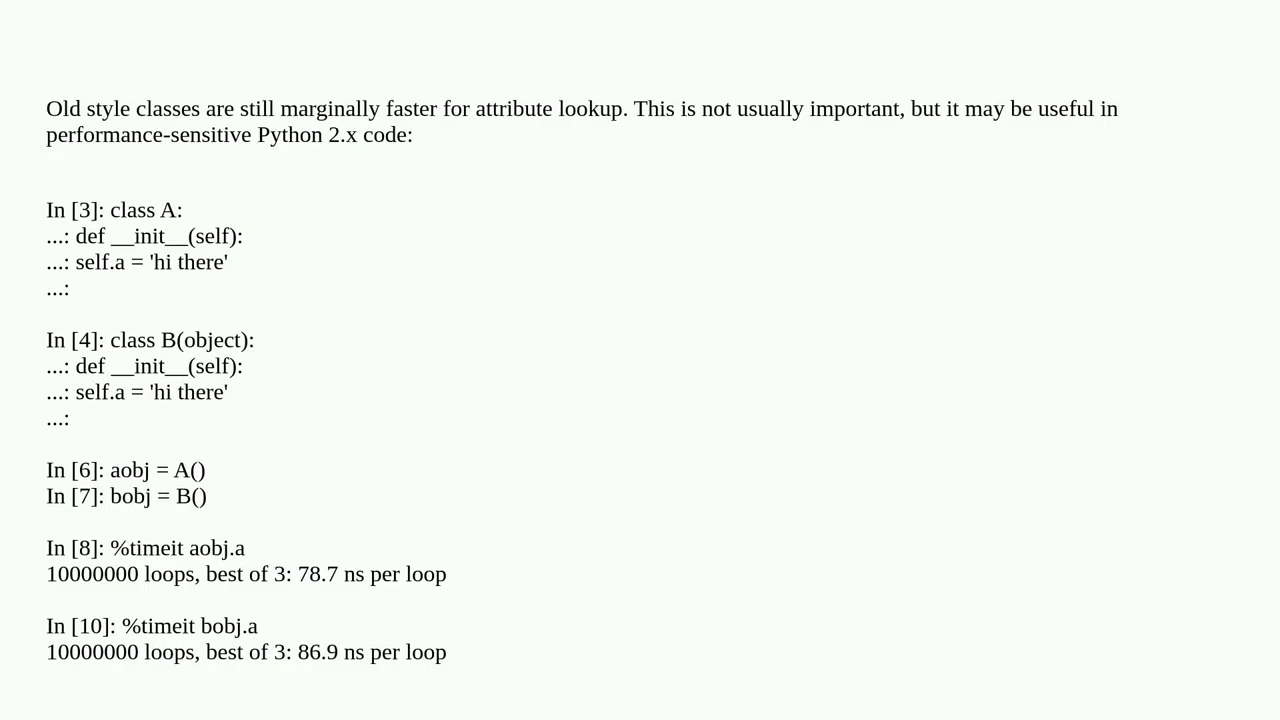 Old style classes are still marginally faster for attribute lookup. This is not usually important, but it may be useful in
performance-sensitive Python 2.x code:
In [3]: class A:
...: def __init__(self):
...: self.a = 'hi there'
...:
In [4]: class B(object):
...: def __init__(self):
...: self.a = 'hi there'
...:
In [6]: aobj = A()
In [7]: bobj = B()
In [8]: %timeit aobj.a
10000000 loops, best of 3: 78.7 ns per loop
In [10]: %timeit bobj.a
10000000 loops, best of 3: 86.9 ns per loop